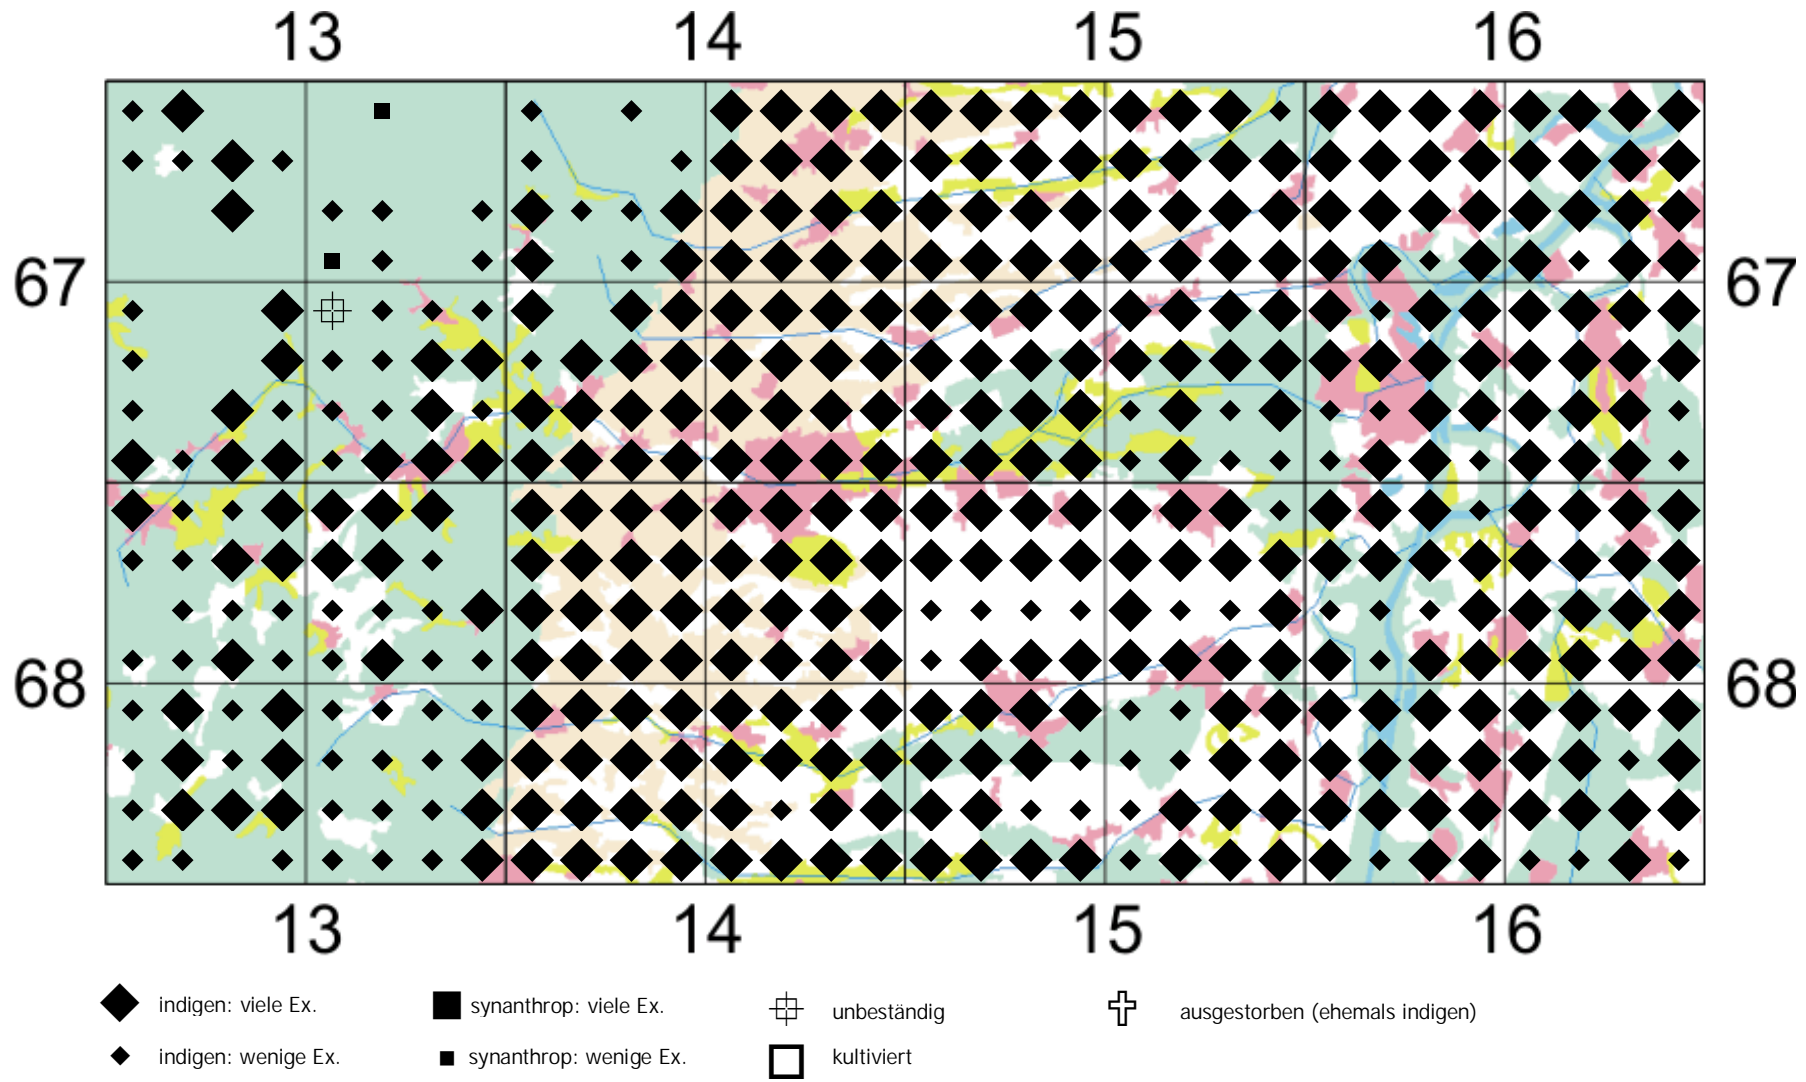 13 14 15 16
67 67
68 68
13 14 15 16
indigen: viele Ex. synanthrop: viele Ex. unbeständig ausgestorben (ehemals indigen)
indigen: wenige Ex. synanthrop: wenige Ex. kultiviert